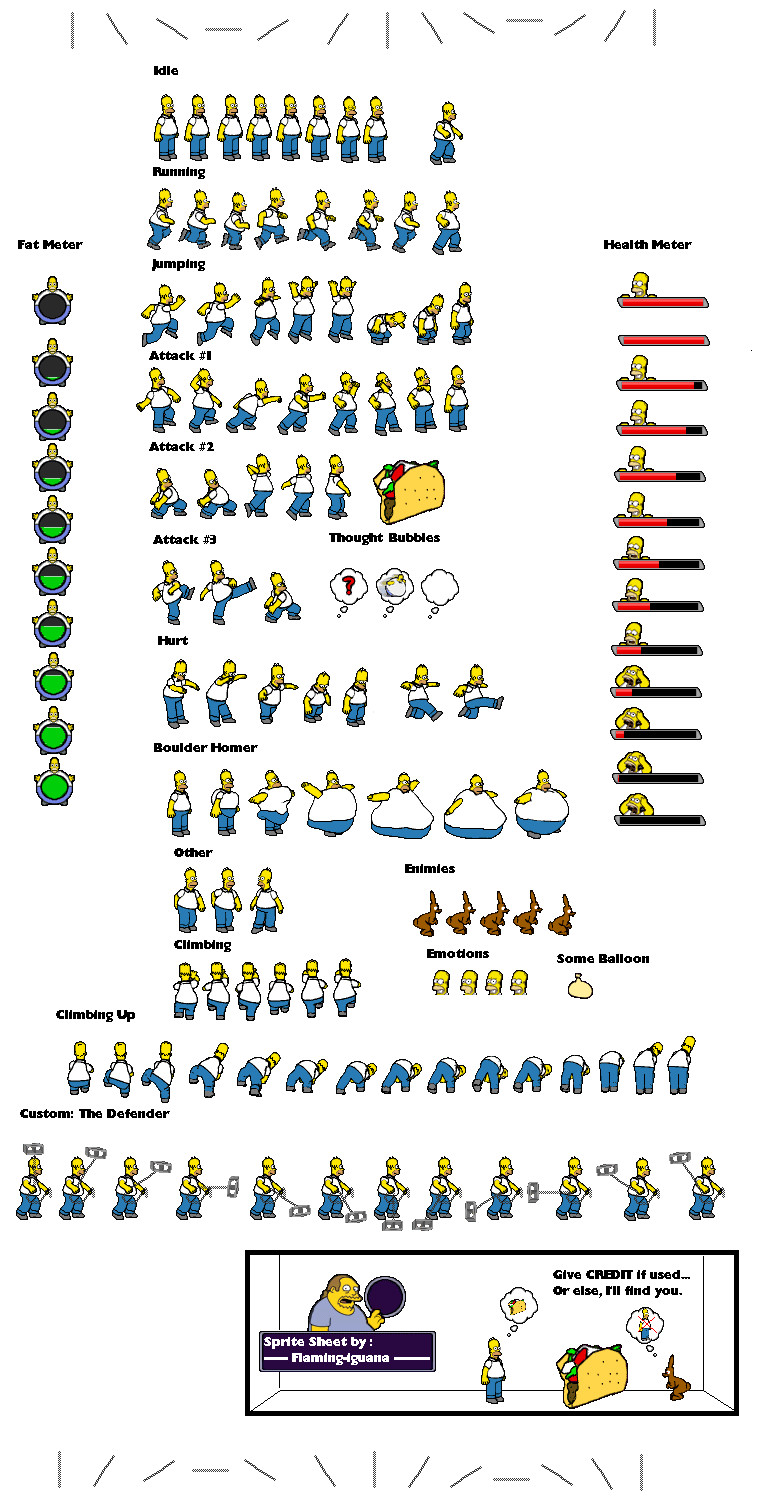 Idle
Running
Fat Meter
Health Meter
Jumping
Attack #1
Attack #2
Attack #3
Thought Bubbles
?
Hurt
Boulder Homer
Other
Enimies
Climbing
Emotions
Some Balloon
Climbing Up
Custom: The Defender
Give CREDIT if used...
Or else, I'll find you.
Sprite Sheet by :
Flaming-Iguana